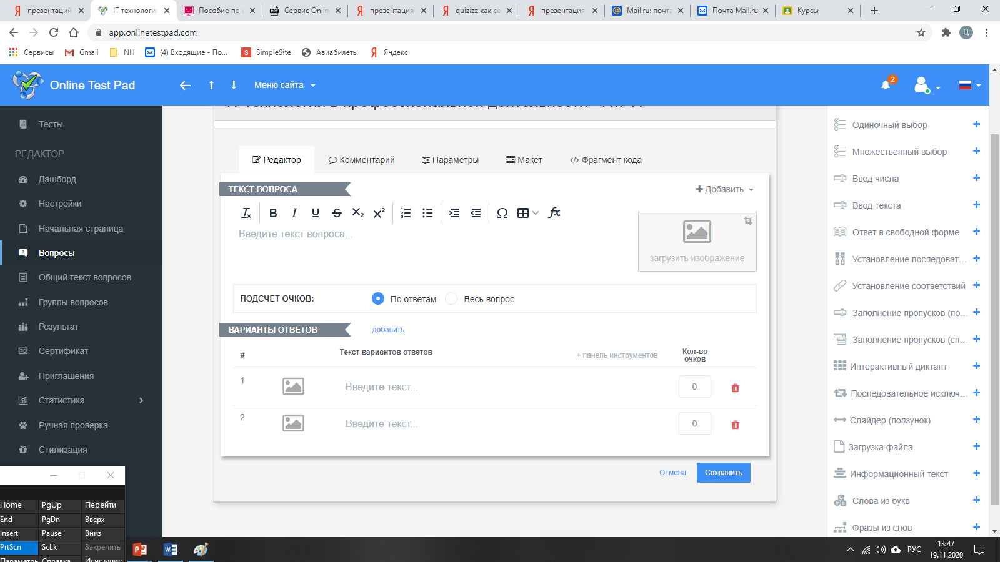 презентаций
IT технологии
Пособие по с
Сервис Onlin
презентация
quizizz как со
презентация
Mail.ru: почта
Почта Mail.ru
Курсы
app.onlinetestpad.com
Ц
Сервисы
Gmail
NH
(4) Входящие - По...
SimpleSite
Авиабилеты
Яндекс
Online Test Pad
Меню сайта
2
Тесты
РЕДАКТОР
Дашборд
Настройки
Начальная страница
Вопросы
Общий текст вопросов
Группы вопросов
Результат
Сертификат
Приглашения
Статистика
Ручная проверка
Стилизация
Редактор
Комментарий
Параметры
Макет
</> Фрагмент кода
ТЕКСТ ВОПРОСА
Добавить
Введите текст вопроса...
загрузить изображение
ПОДСЧЕТ ОЧКОВ:
По ответам
Весь вопрос
ВАРИАНТЫ ОТВЕТОВ
добавить
#
Текст вариантов ответов
+ панель инструментов
Кол-во
очков
1
Введите текст...
0
2
Введите текст...
0
Отмена
Сохранить
Одиночный выбор
Множественный выбор
Ввод числа
Ввод текста
Ответ в свободной форме
Установление последоват...
Установление соответствий
Заполнение пропусков (по...
Заполнение пропусков (сп...
Интерактивный диктант
Последовательное исключ...
Слайдер (ползунок)
Загрузка файла
Информационный текст
Слова из букв
Фразы из слов
Home
PgUp
Перейти
End
PgDn
Вверх
Insert
Pause
Вниз
PrtScn
ScLk
Закрепить
Параметры
Справка
Исчезание
РУС
13:47
19.11.2020